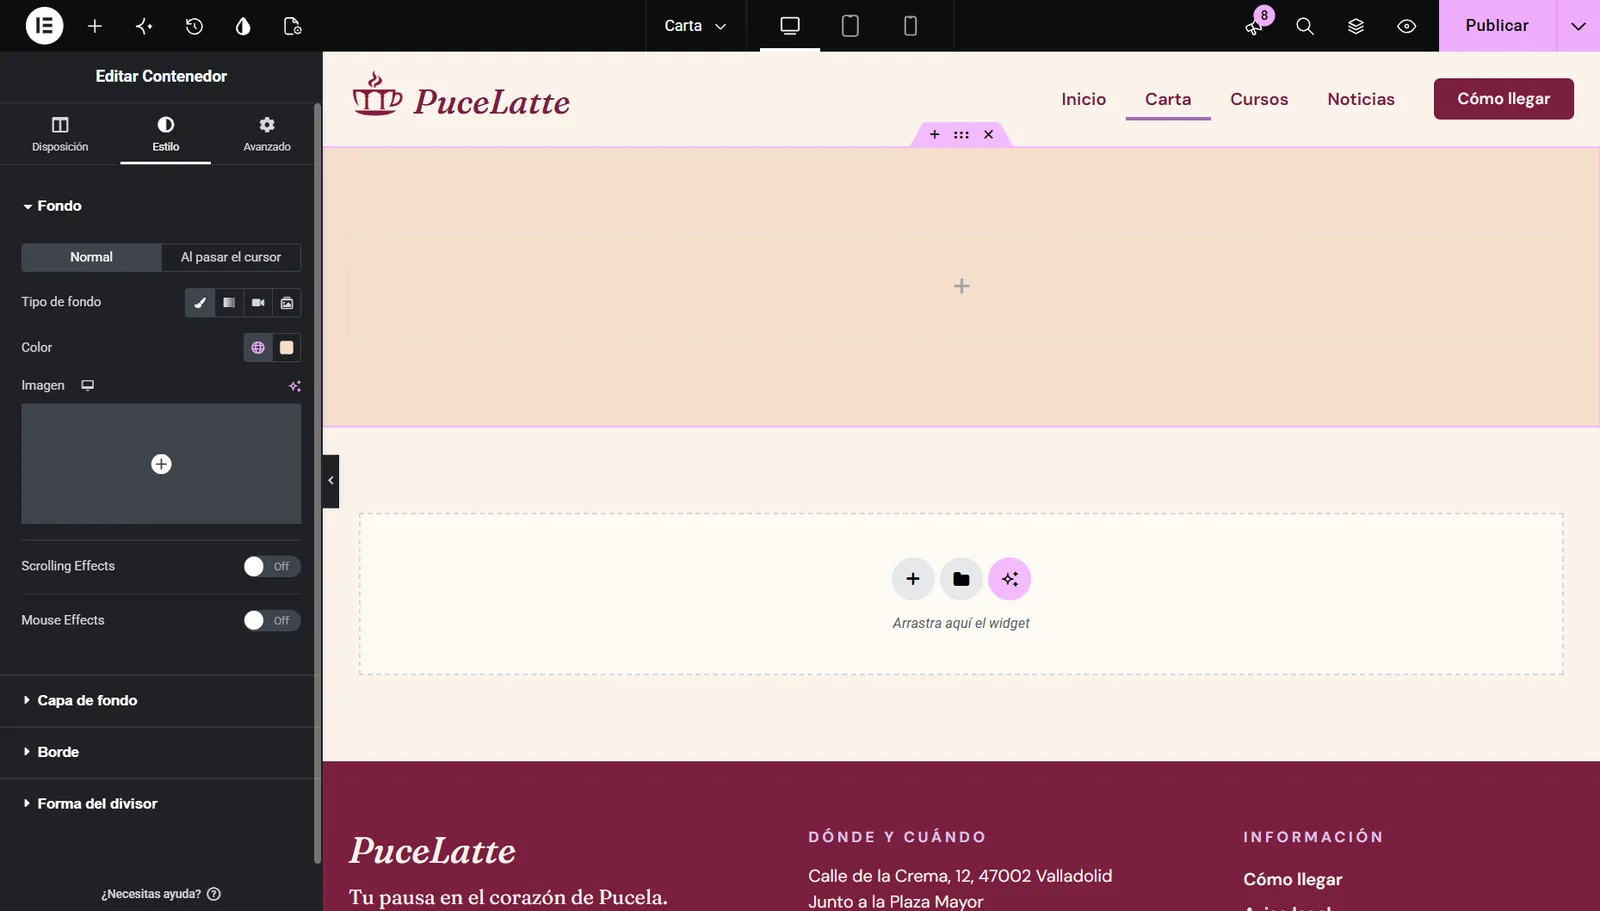 Carta
8
Publicar
Editar Contenedor
Disposición
Estilo
Avanzado
Fondo
Normal
Al pasar el cursor
Tipo de fondo
Color
Imagen
Scrolling Effects
Off
Mouse Effects
Off
Capa de fondo
Borde
Forma del divisor
¿Necesitas ayuda?
PuceLatte
Inicio
Carta
Cursos
Noticias
Cómo llegar
Arrastra aquí el widget
PuceLatte
Tu pausa en el corazón de Pucela.
DÓNDE Y CUÁNDO
Calle de la Crema, 12, 47002 Valladolid
Junto a la Plaza Mayor
INFORMACIÓN
Cómo llegar